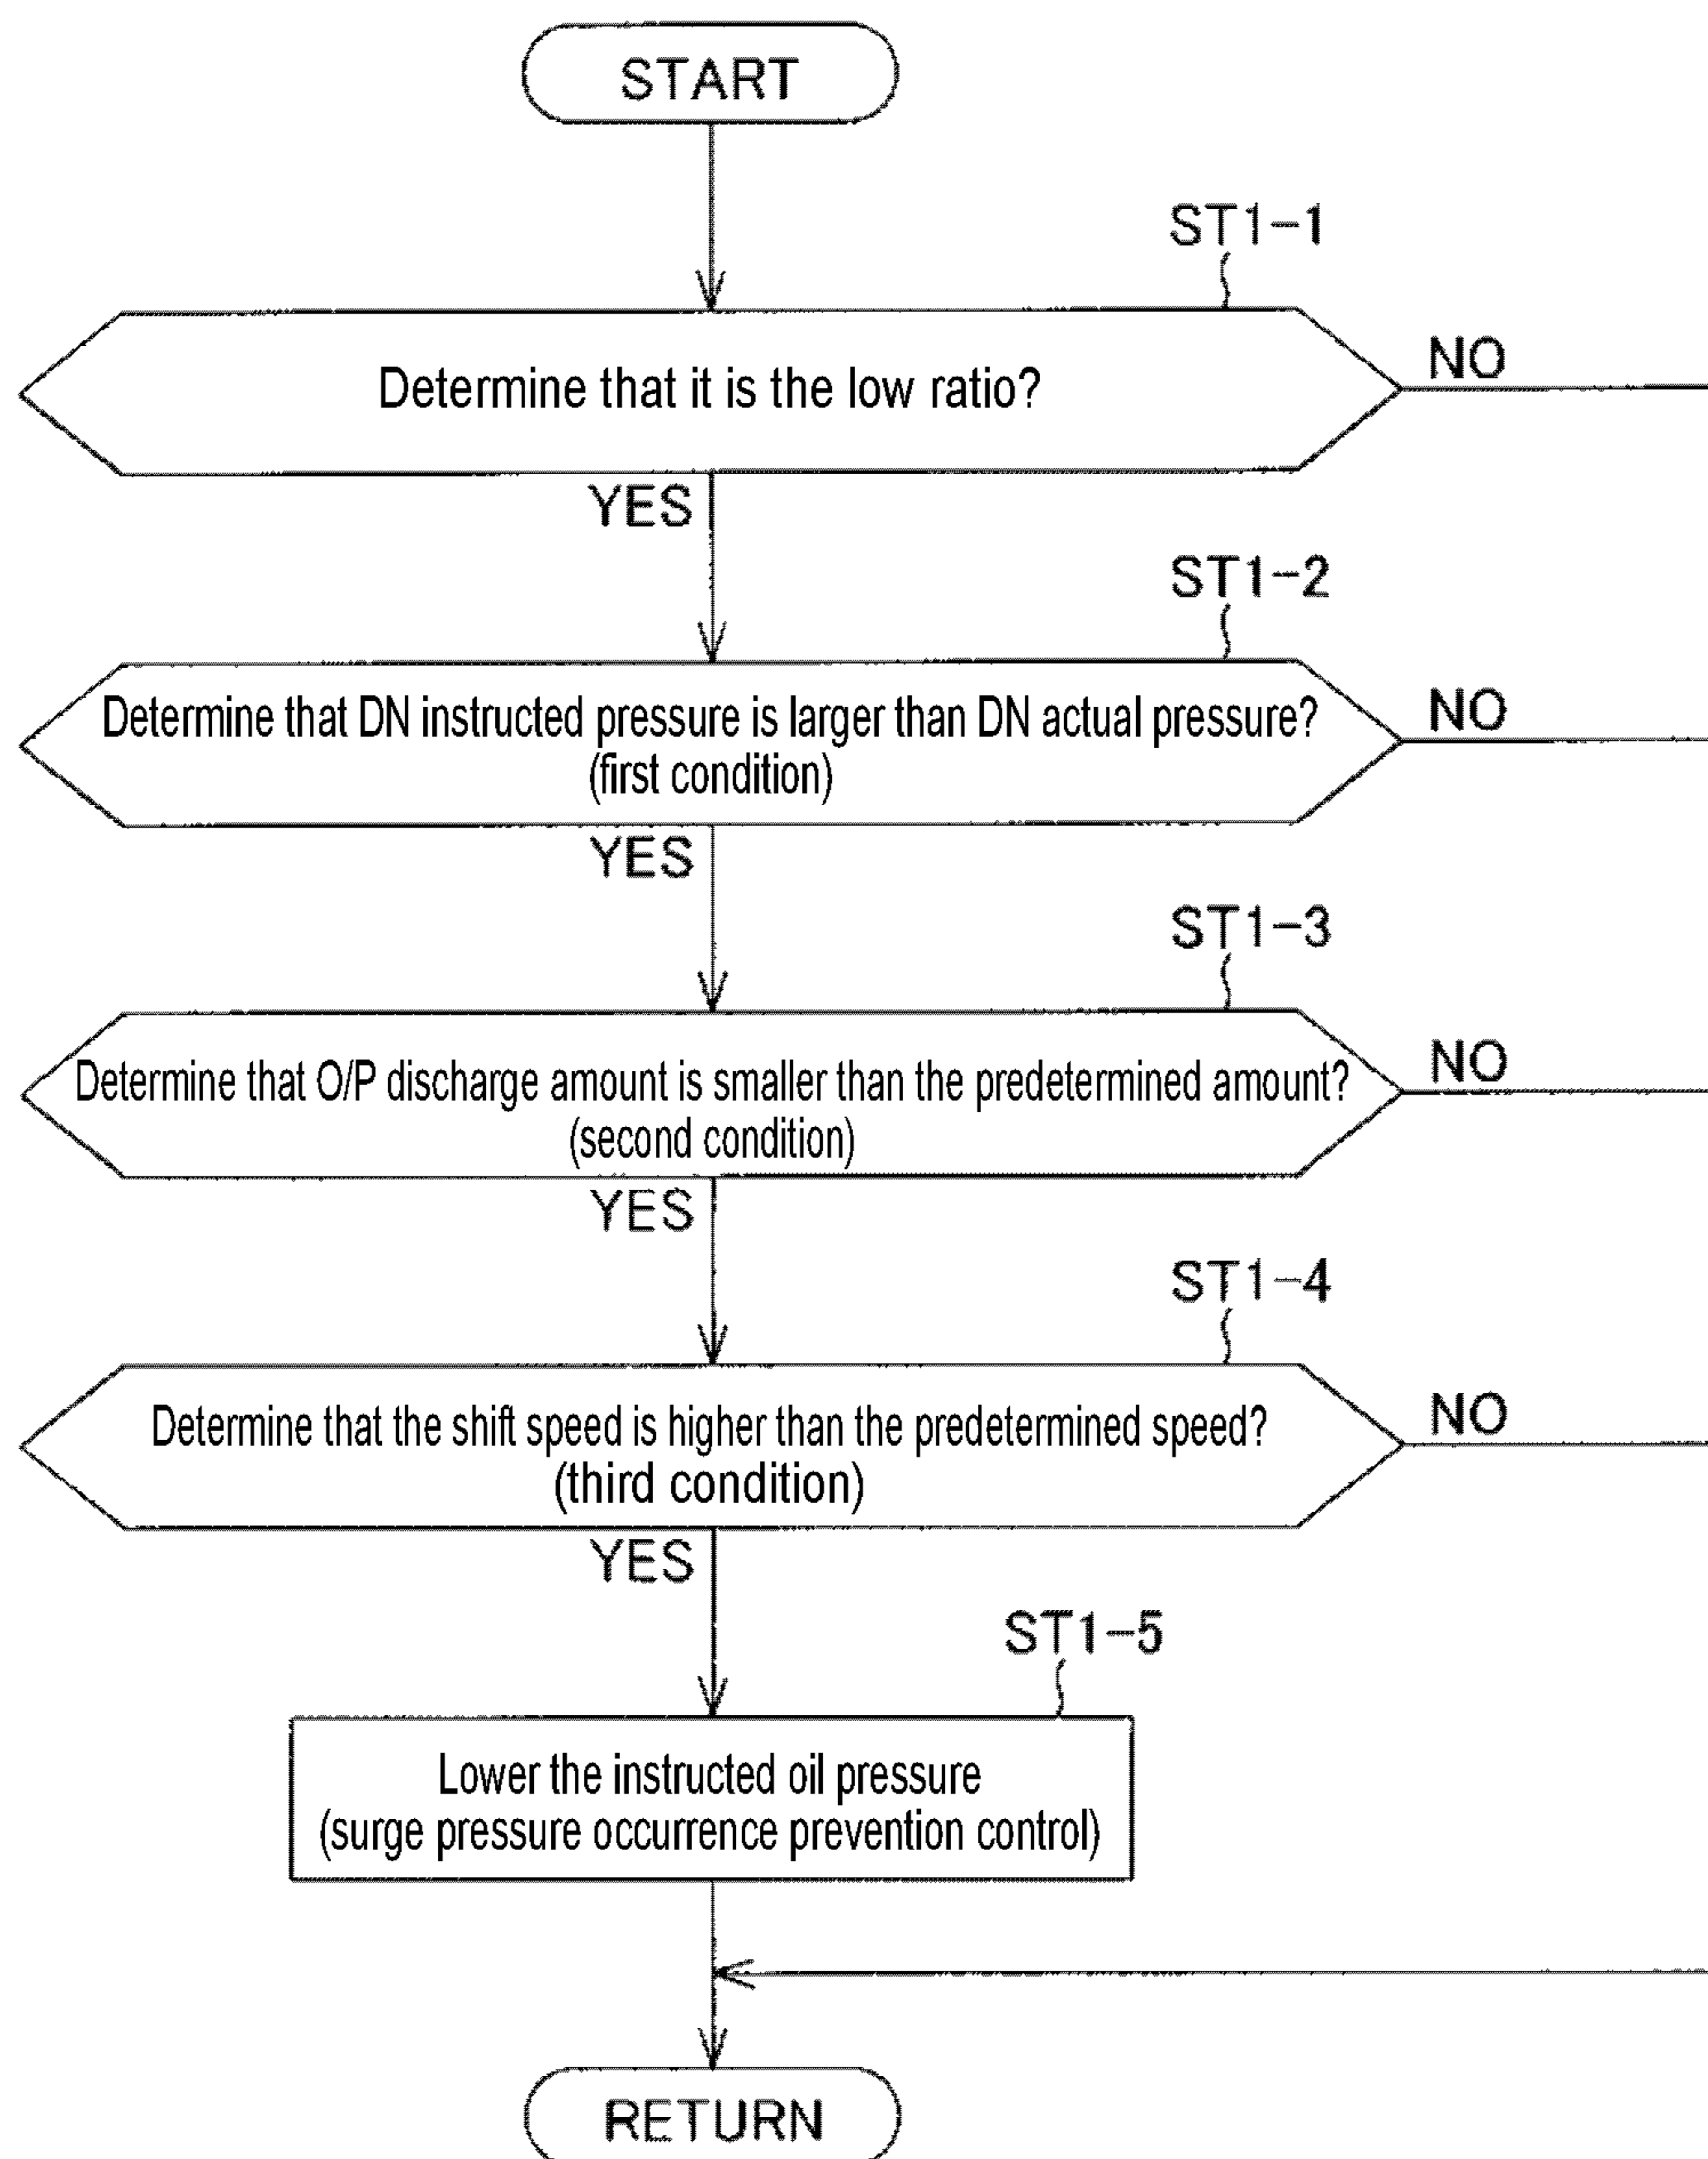 START
ST1-1
Determine that it is the low ratio?
NO
YES
ST1-2
Determine that DN instructed pressure is larger than DN actual pressure?
(first condition)
NO
YES
ST1-3
Determine that O/P discharge amount is smaller than the predetermined amount?
(second condition)
NO
YES
ST1-4
Determine that the shift speed is higher than the predetermined speed?
(third condition)
NO
YES
ST1-5
Lower the instructed oil pressure
(surge pressure occurrence prevention control)
RETURN